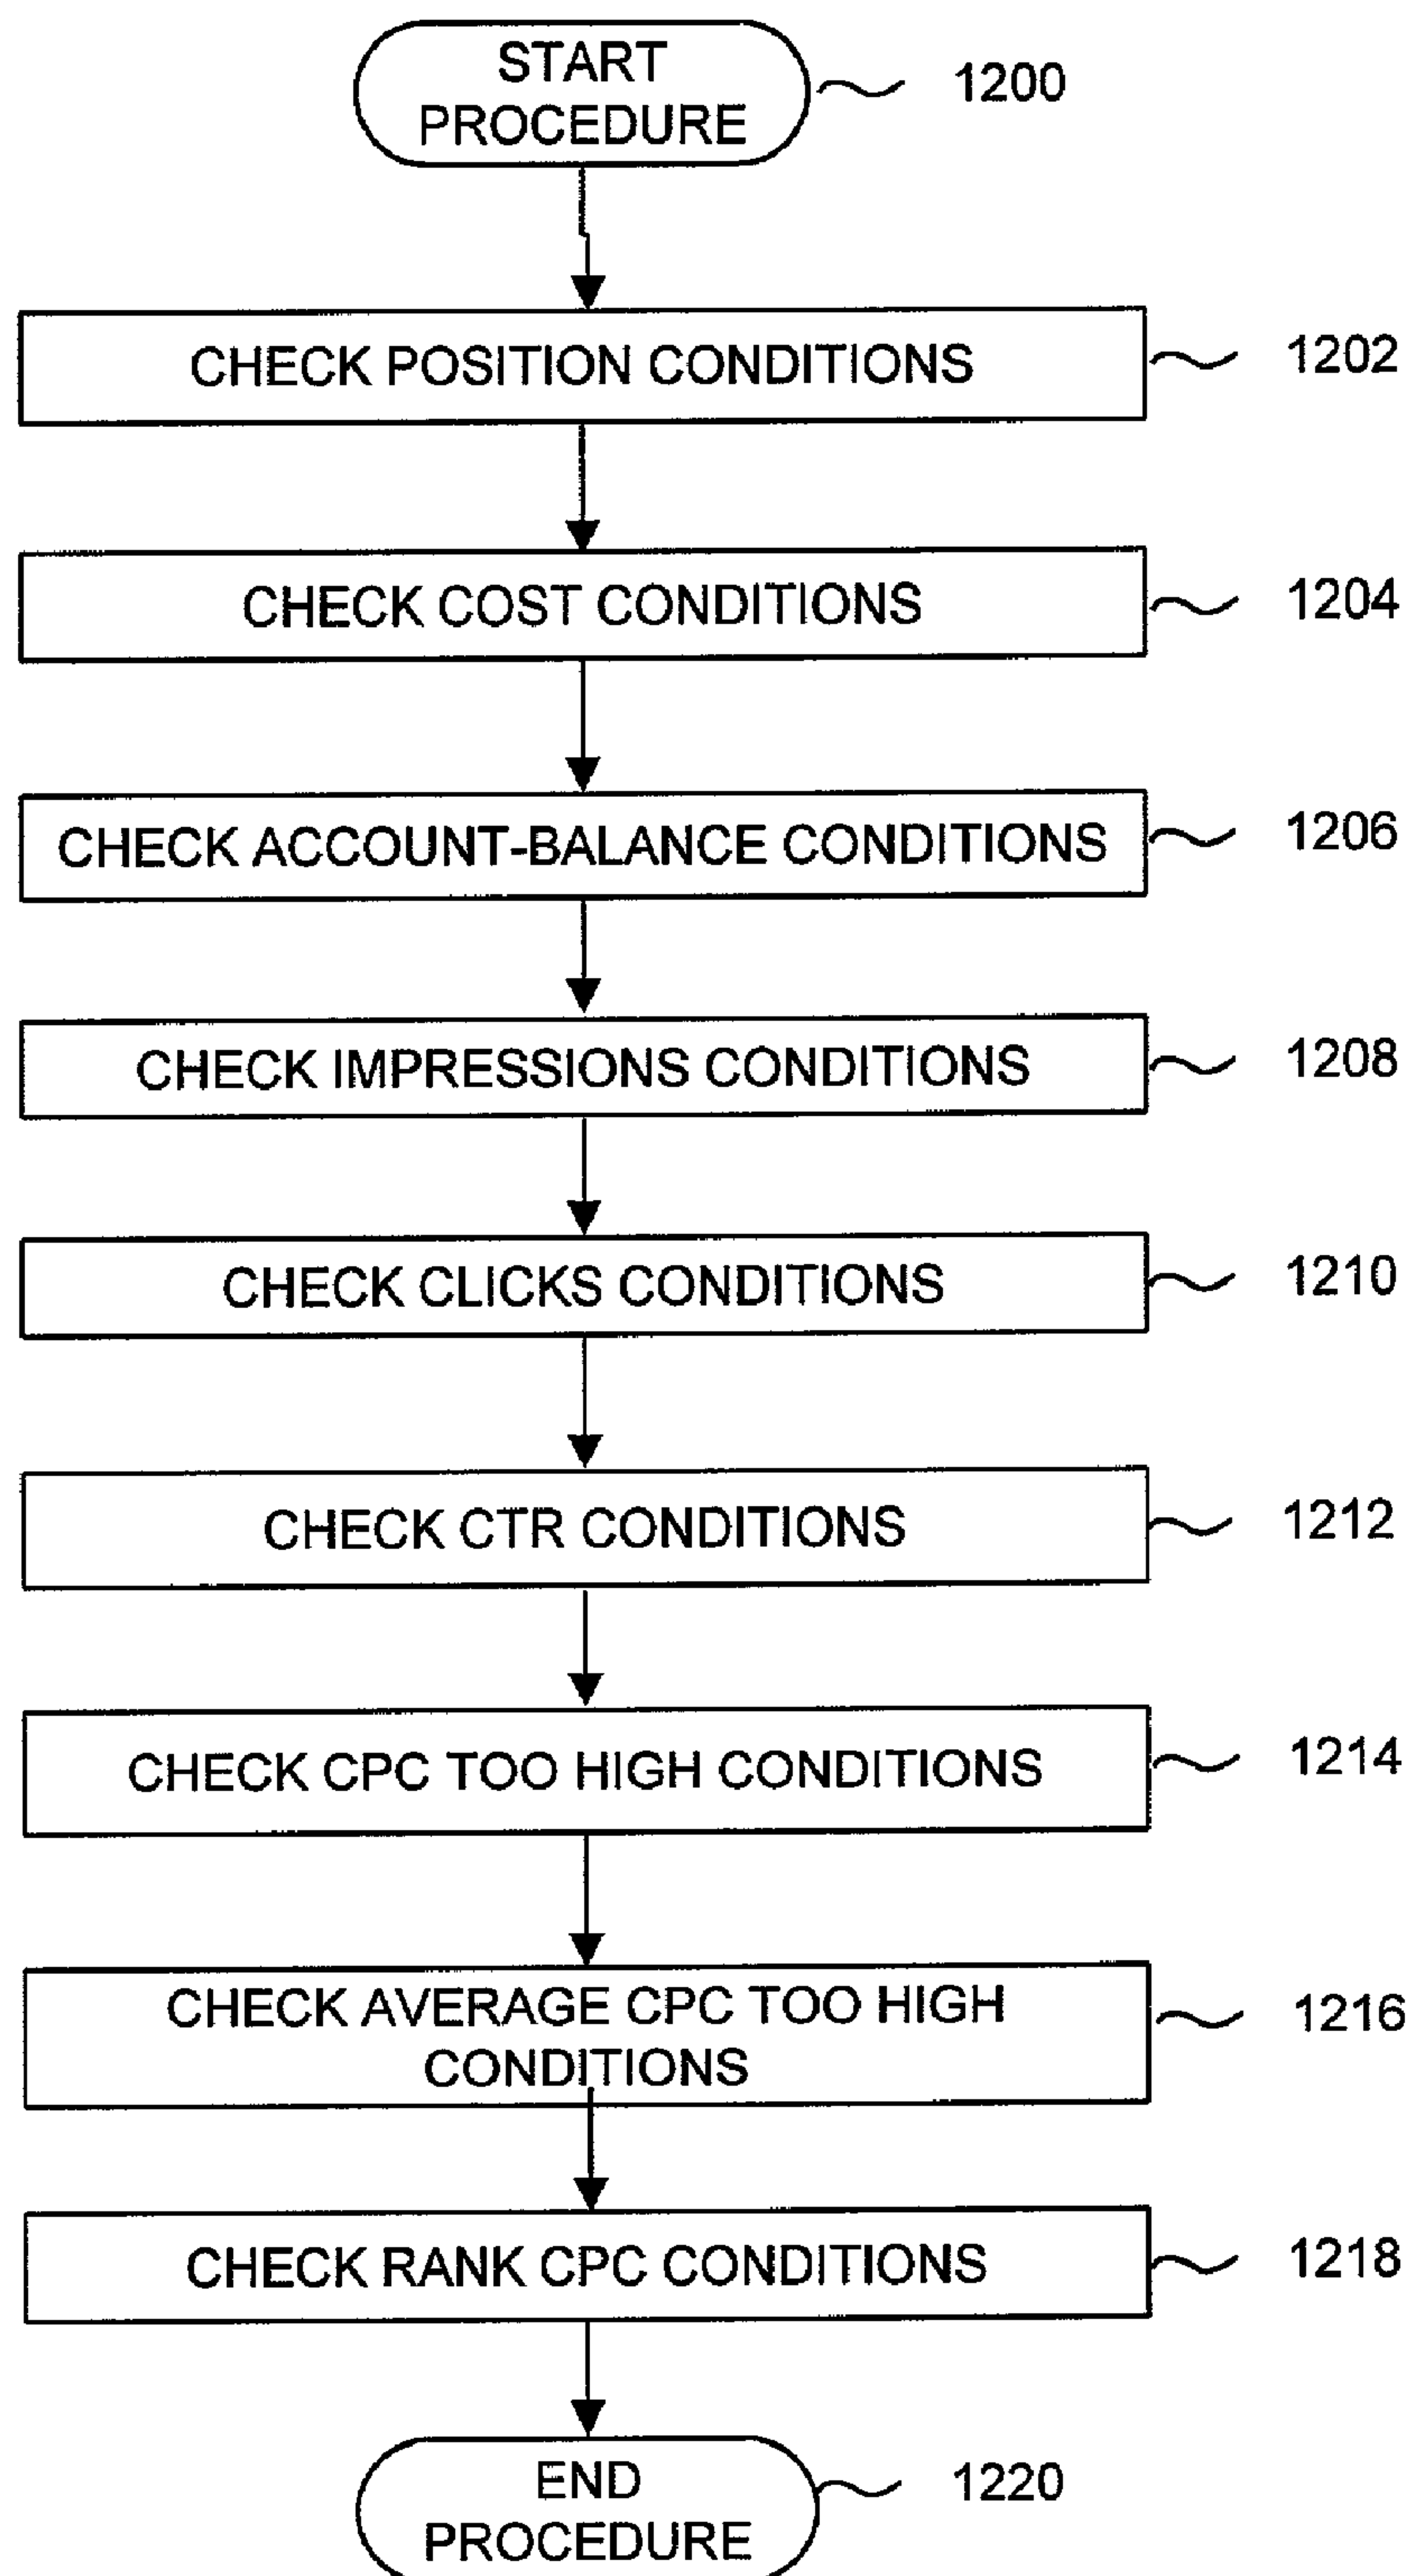 START
PROCEDURE
1200
CHECK POSITION CONDITIONS
1202
CHECK COST CONDITIONS
1204
CHECK ACCOUNT-BALANCE CONDITIONS
1206
CHECK IMPRESSIONS CONDITIONS
1208
CHECK CLICKS CONDITIONS
1210
CHECK CTR CONDITIONS
1212
CHECK CPC TOO HIGH CONDITIONS
1214
CHECK AVERAGE CPC TOO HIGH
CONDITIONS
1216
CHECK RANK CPC CONDITIONS
1218
END
PROCEDURE
1220